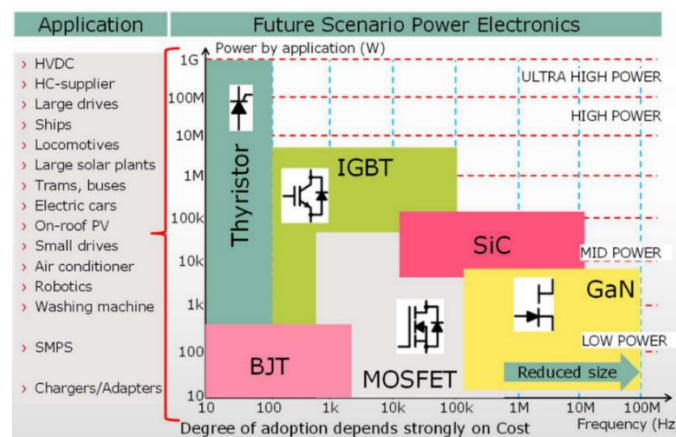 Application
Future Scenario Power Electronics
Power by application (W)
› HVDC
› HC-supplier
› Large drives
› Ships
› Locomotives
› Large solar plants
› Trams, buses
› Electric cars
› On-roof PV
› Small drives
› Air conditioner
› Robotics
› Washing machine
› SMPS
› Chargers/Adapters
1G
100M
10M
1M
100k
10k
1k
100
10
ULTRA HIGH POWER
HIGH POWER
MID POWER
LOW POWER
Thyristor
IGBT
SiC
GaN
BJT
MOSFET
Reduced size
10 100 1k 10k 100k 1M 10M 100M
Frequency (Hz
Degree of adoption depends strongly on Cost